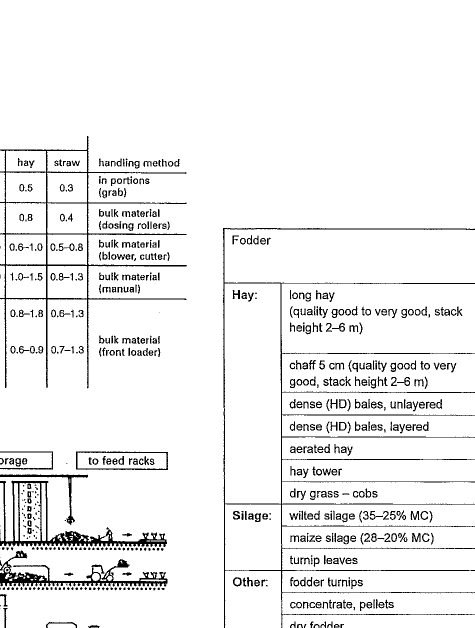 hay straw handling method
0.5 0.3 in portions
(grab)
0.8 0.4 bulk material
(dosing rollers)
0.6–1.0 0.5–0.8 bulk material
(blower, cutter)
1.0–1.5 0.8–1.3 bulk material
(manual)
0.8–1.8 0.6–1.3
0.6–0.9 0.7–1.3 bulk material
(front loader)
to feed racks
Fodder
Hay: long hay
(quality good to very good, stack
height 2–6 m)
chaff 5 cm (quality good to very
good, stack height 2–6 m)
dense (HD) bales, unlayered
dense (HD) bales, layered
aerated hay
hay tower
dry grass – cobs
Silage: wilted silage (35–25% MC)
maize silage (28–20% MC)
turnip leaves
Other: fodder turnips
concentrate, pellets
dry fodder